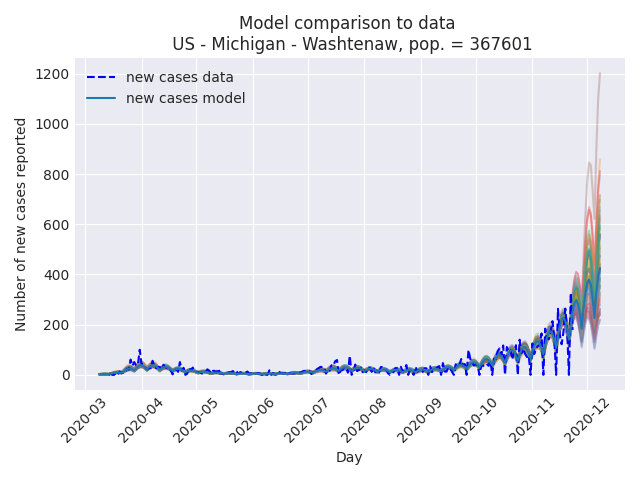 Model comparison to data
US - Michigan - Washtenaw, pop. = 367601
new cases data
new cases model
1200
1000
800
600
400
200
0
Number of new cases reported
2020-03
2020-04
2020-05
2020-06
2020-07
2020-08
2020-09
2020-10
2020-11
2020-12
Day